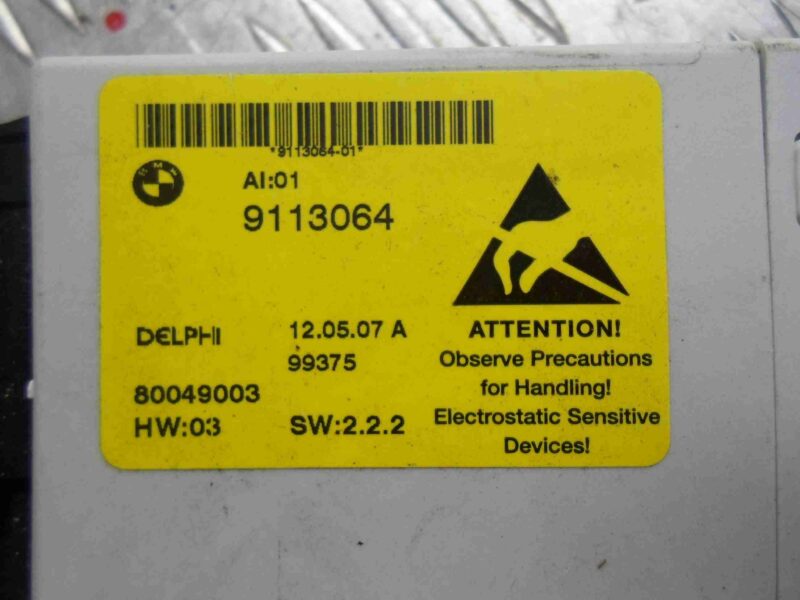 *9113064-01*
BMW
AI:01
9113064
DELPHI
12.05.07 A
99375
80049003
HW:03
SW:2.2.2
ATTENTION!
Observe Precautions
for Handling!
Electrostatic Sensitive
Devices!